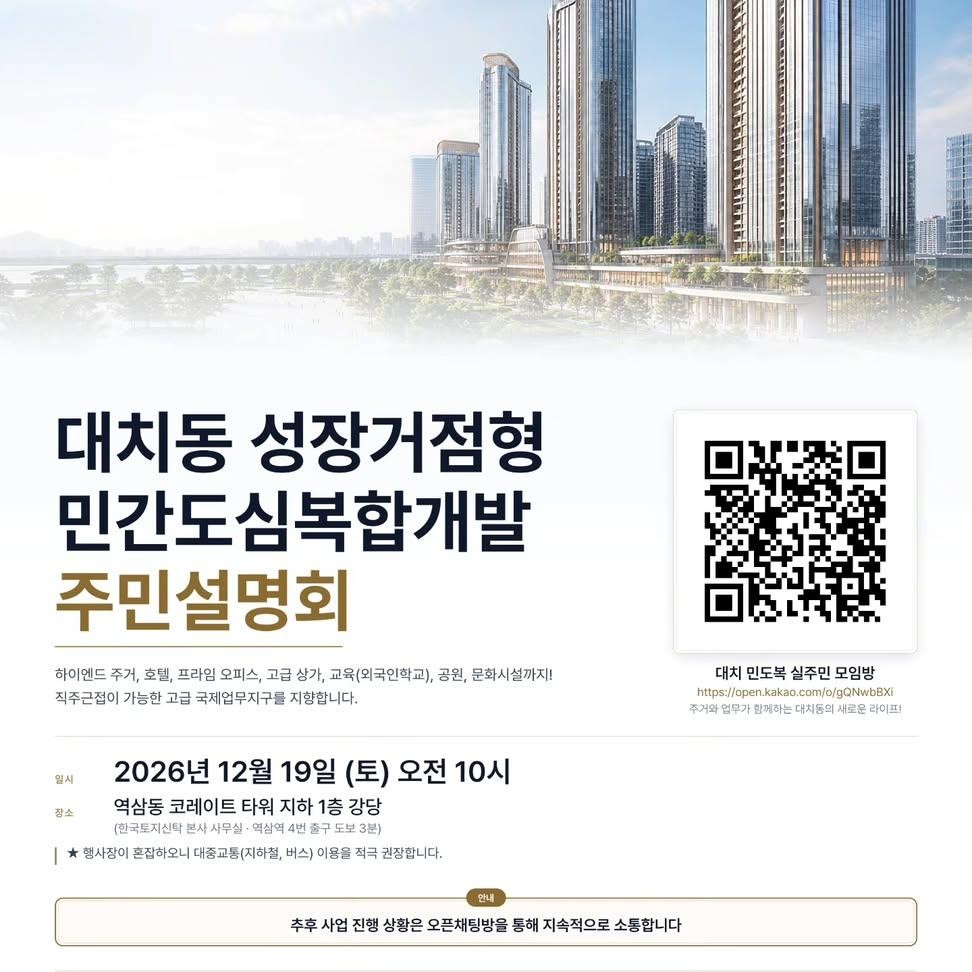 대치동 성장거점형
민간도심복합개발
주민설명회
하이엔드 주거, 호텔, 프라임 오피스, 고급 상가, 교육(외국인학교), 공원, 문화시설까지!
직주근접이 가능한 고급 국제업무지구를 지향합니다.
대치 민도복 실주민 모임방
https://open.kakao.com/o/gQNwbBXi
주거와 업무가 함께하는 대치동의 새로운 라이프!
일시 2026년 12월 19일 (토) 오전 10시
장소 역삼동 코레이트 타워 지하 1층 강당
(한국토지신탁 본사 사무실 · 역삼역 4번 출구 도보 3분)
★ 행사장이 혼잡하오니 대중교통(지하철, 버스) 이용을 적극 권장합니다.
안내
추후 사업 진행 상황은 오픈채팅방을 통해 지속적으로 소통합니다